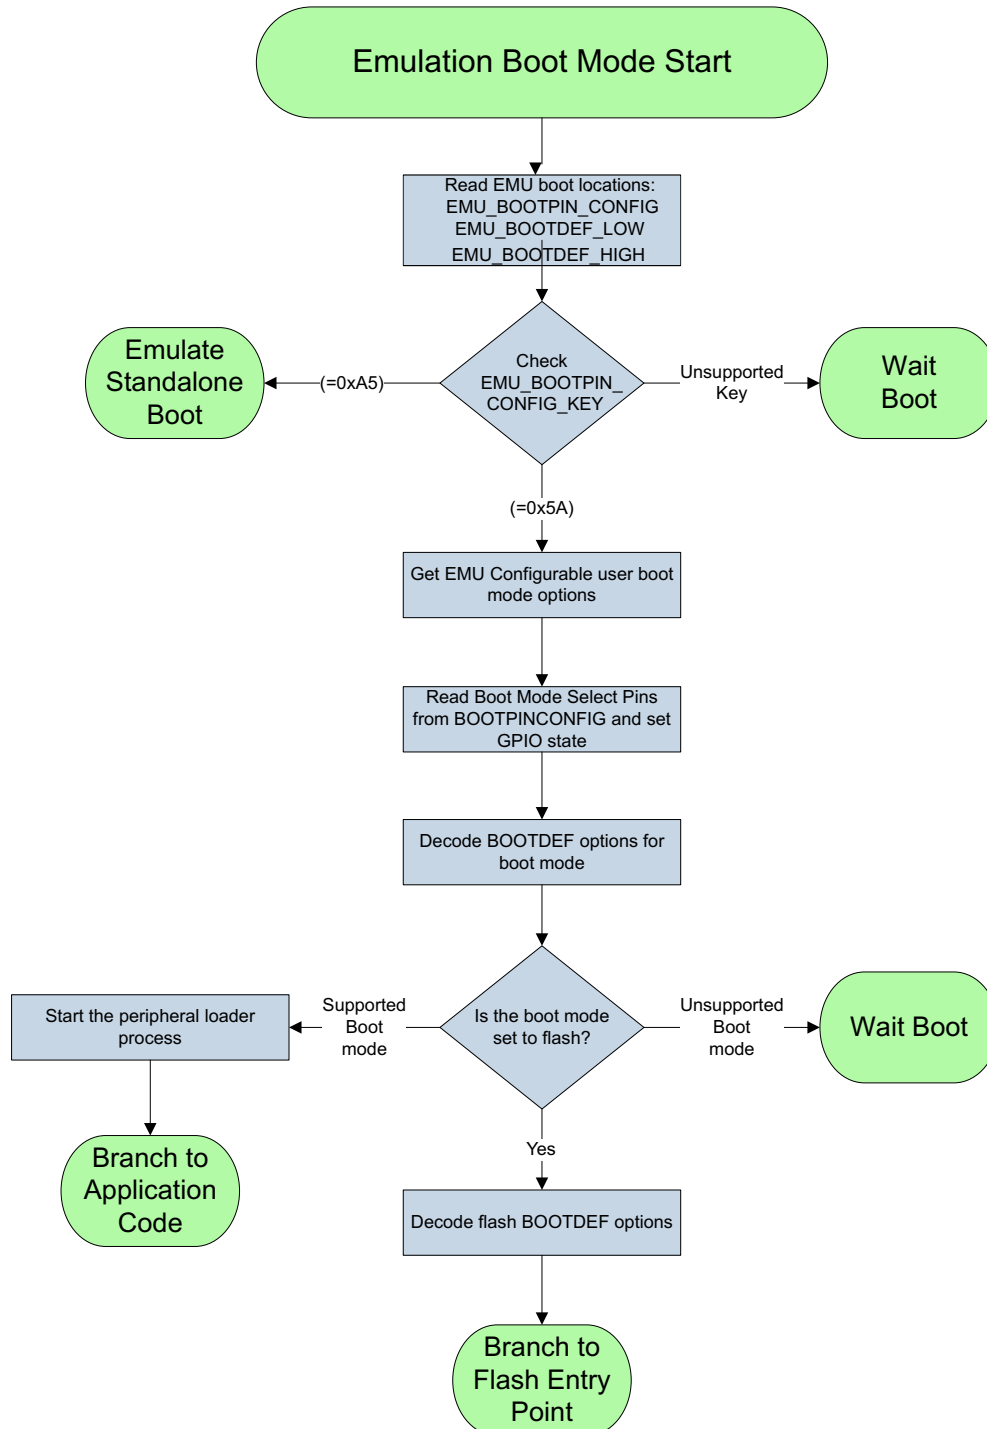 Emulation Boot Mode Start
Read EMU boot locations:
EMU_BOOTPIN_CONFIG
EMU_BOOTDEF_LOW
EMU_BOOTDEF_HIGH
Emulate
Standalone
Boot
(=0xA5)
Check
EMU_BOOTPIN_
CONFIG_KEY
Unsupported
Key
Wait
Boot
(=0x5A)
Get EMU Configurable user boot
mode options
Read Boot Mode Select Pins
from BOOTPINCONFIG and set
GPIO state
Decode BOOTDEF options for
boot mode
Start the peripheral loader
process
Supported
Boot
mode
Is the boot mode
set to flash?
Unsupported
Boot
mode
Wait Boot
Branch to
Application
Code
Yes
Decode flash BOOTDEF options
Branch to
Flash Entry
Point